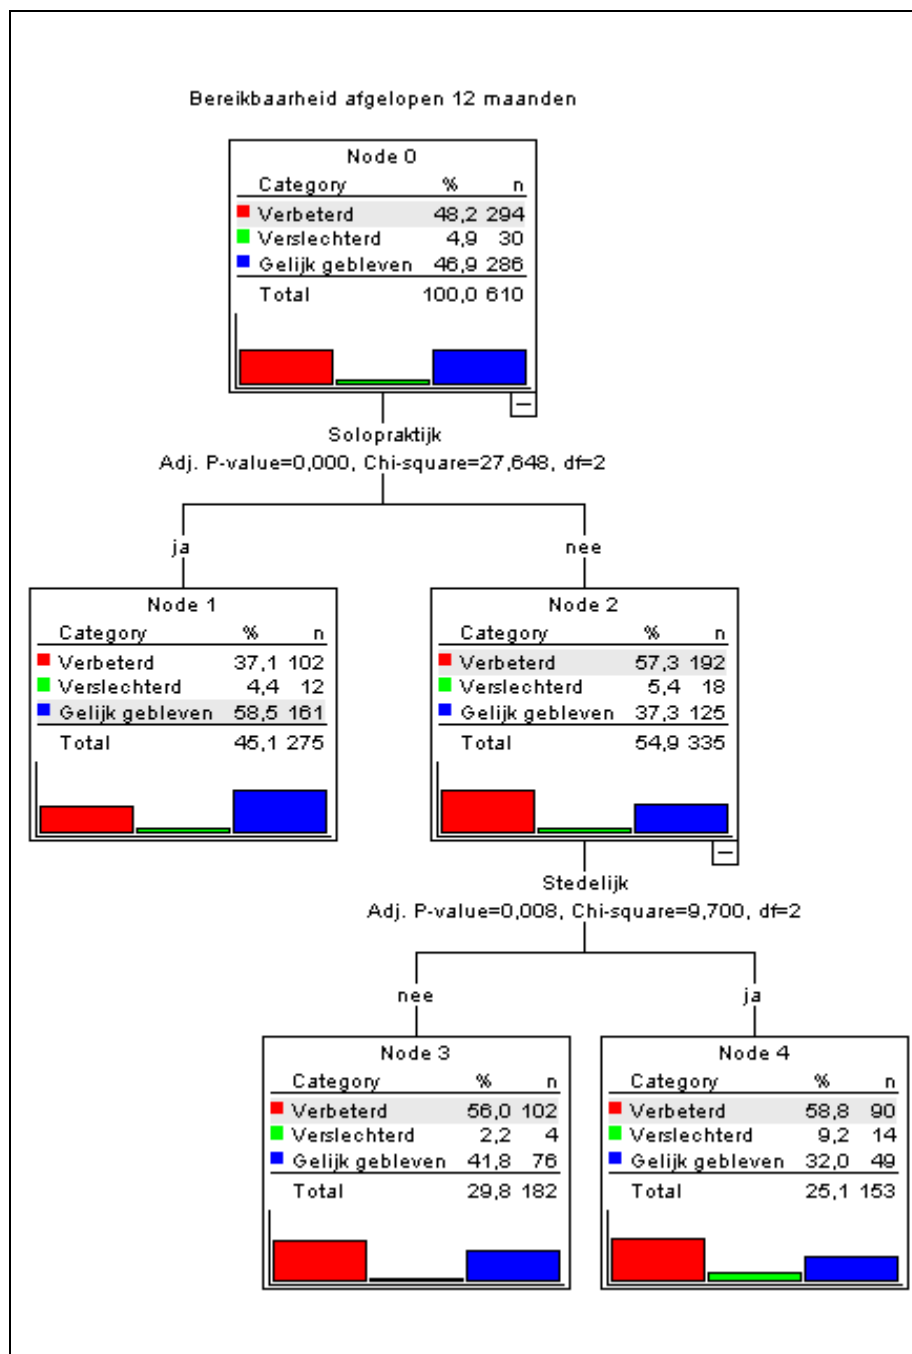 Bereikbaarheid afgelopen 12 maanden
Node 0
Category % n
Verbeterd 48,2 294
Verslechterd 4,9 30
Gelijk gebleven 46,9 286
Total 100,0 610
Solopraktijk
Adj. P-value=0,000, Chi-square=27,648, df=2
ja
nee
Node 1
Category % n
Verbeterd 37,1 102
Verslechterd 4,4 12
Gelijk gebleven 58,5 161
Total 45,1 275
Node 2
Category % n
Verbeterd 57,3 192
Verslechterd 5,4 18
Gelijk gebleven 37,3 125
Total 54,9 335
Stedelijk
Adj. P-value=0,008, Chi-square=9,700, df=2
nee
ja
Node 3
Category % n
Verbeterd 56,0 102
Verslechterd 2,2 4
Gelijk gebleven 41,8 76
Total 29,8 182
Node 4
Category % n
Verbeterd 58,8 90
Verslechterd 9,2 14
Gelijk gebleven 32,0 49
Total 25,1 153